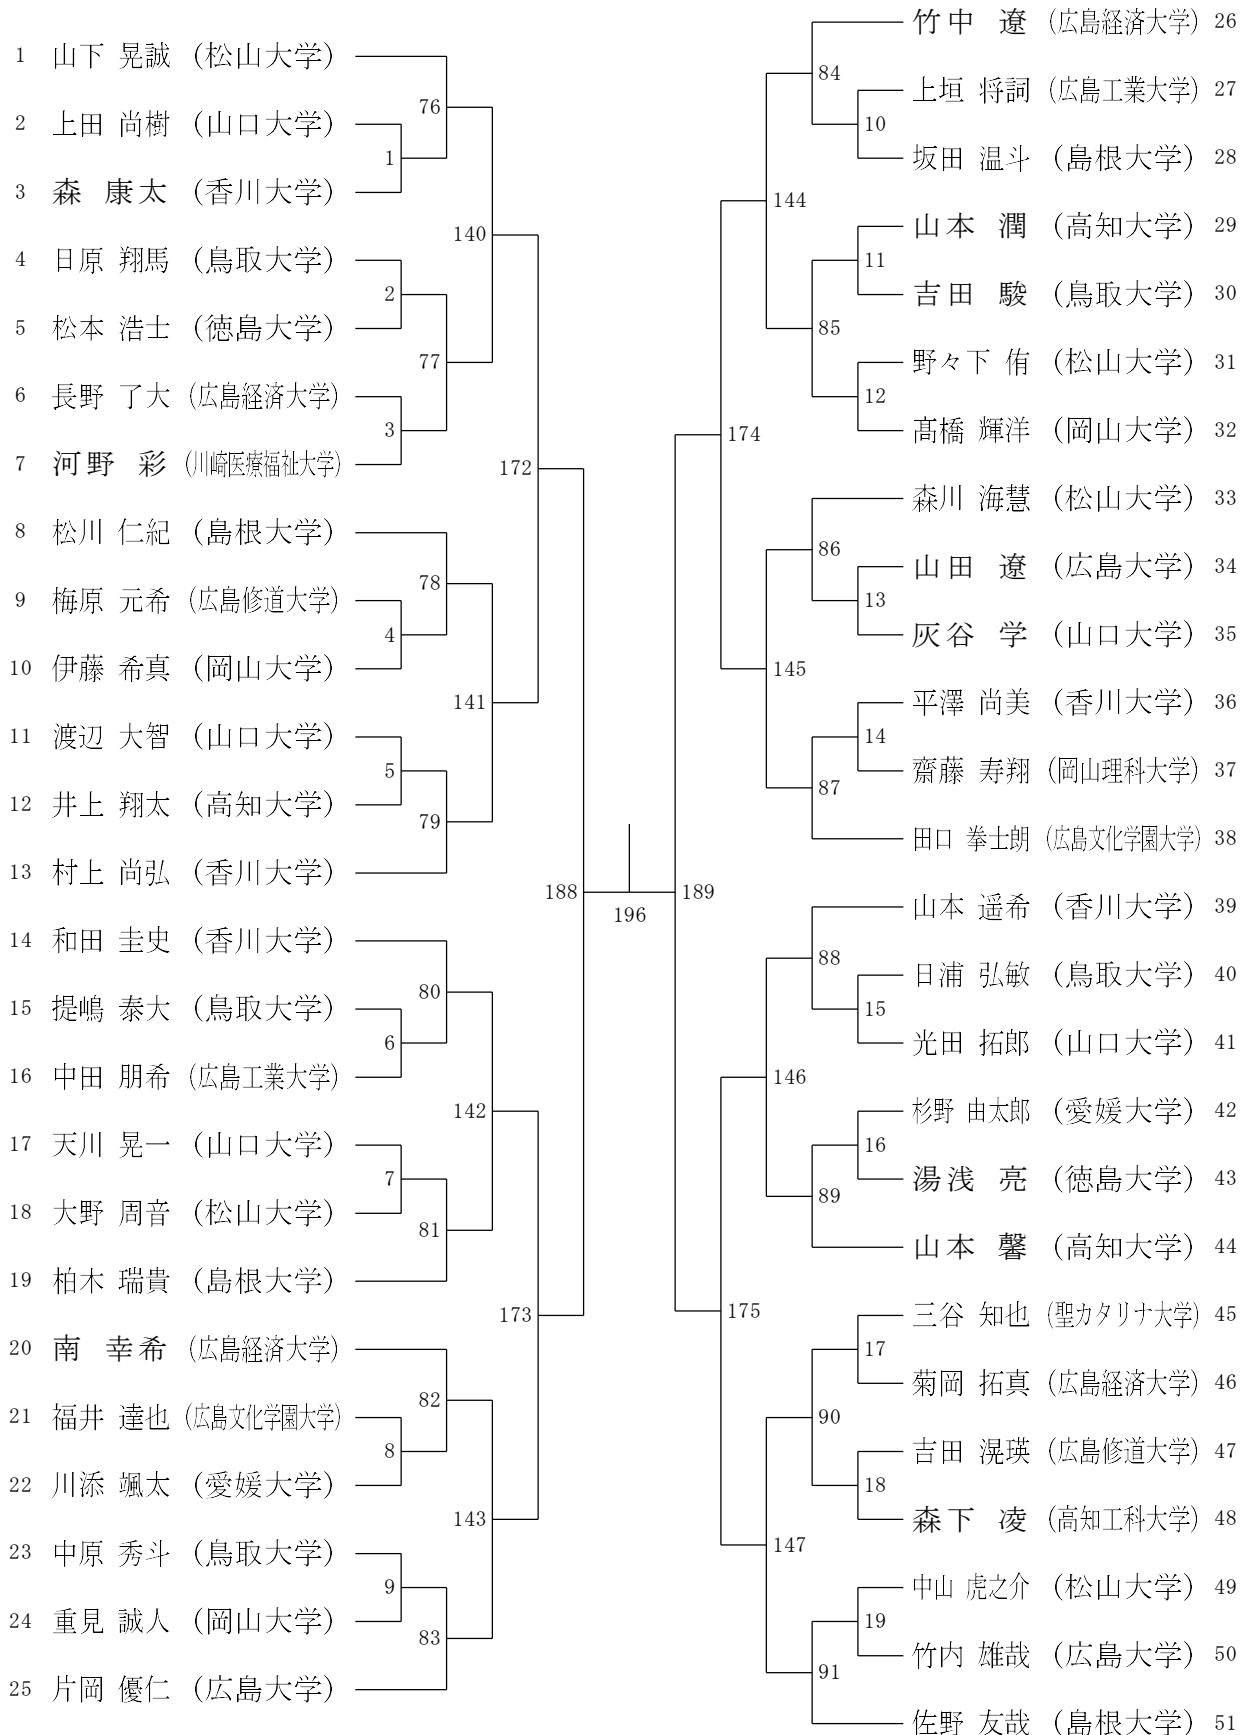 1 山下 晃誠 (松山大学)
76
2 上田 尚樹 (山口大学)
1
3 森 康太 (香川大学)
140
4 日原 翔馬 (鳥取大学)
2
5 松本 浩士 (徳島大学)
77
6 長野 了大 (広島経済大学)
3
7 河野 彩 (川崎医療福祉大学)
172
8 松川 仁紀 (島根大学)
78
9 梅原 元希 (広島修道大学)
4
10 伊藤 希真 (岡山大学)
141
11 渡辺 大智 (山口大学)
5
12 井上 翔太 (高知大学)
79
13 村上 尚弘 (香川大学)
188
14 和田 圭史 (香川大学)
80
15 提嶋 泰大 (鳥取大学)
6
16 中田 朋希 (広島工業大学)
142
17 天川 晃一 (山口大学)
7
18 大野 周音 (松山大学)
81
19 柏木 瑞貴 (島根大学)
173
20 南 幸希 (広島経済大学)
82
21 福井 達也 (広島文化学園大学)
8
22 川添 颯太 (愛媛大学)
143
23 中原 秀斗 (鳥取大学)
9
24 重見 誠人 (岡山大学)
83
25 片岡 優仁 (広島大学)
196
竹中 遼 (広島経済大学) 26
84
上垣 将詞 (広島工業大学) 27
10
坂田 温斗 (島根大学) 28
144
山本 潤 (高知大学) 29
11
吉田 駿 (鳥取大学) 30
85
野々下 侑 (松山大学) 31
12
髙橋 輝洋 (岡山大学) 32
174
森川 海慧 (松山大学) 33
86
山田 遼 (広島大学) 34
13
灰谷 学 (山口大学) 35
145
平澤 尚美 (香川大学) 36
14
齋藤 寿翔 (岡山理科大学) 37
87
田口 拳士朗 (広島文化学園大学) 38
189
山本 遥希 (香川大学) 39
88
日浦 弘敏 (鳥取大学) 40
15
光田 拓郎 (山口大学) 41
146
杉野 由太郎 (愛媛大学) 42
16
湯浅 亮 (徳島大学) 43
89
山本 馨 (高知大学) 44
175
三谷 知也 (聖カタリナ大学) 45
17
菊岡 拓真 (広島経済大学) 46
90
吉田 滉瑛 (広島修道大学) 47
18
森下 凌 (高知工科大学) 48
147
中山 虎之介 (松山大学) 49
19
竹内 雄哉 (広島大学) 50
91
佐野 友哉 (島根大学) 51